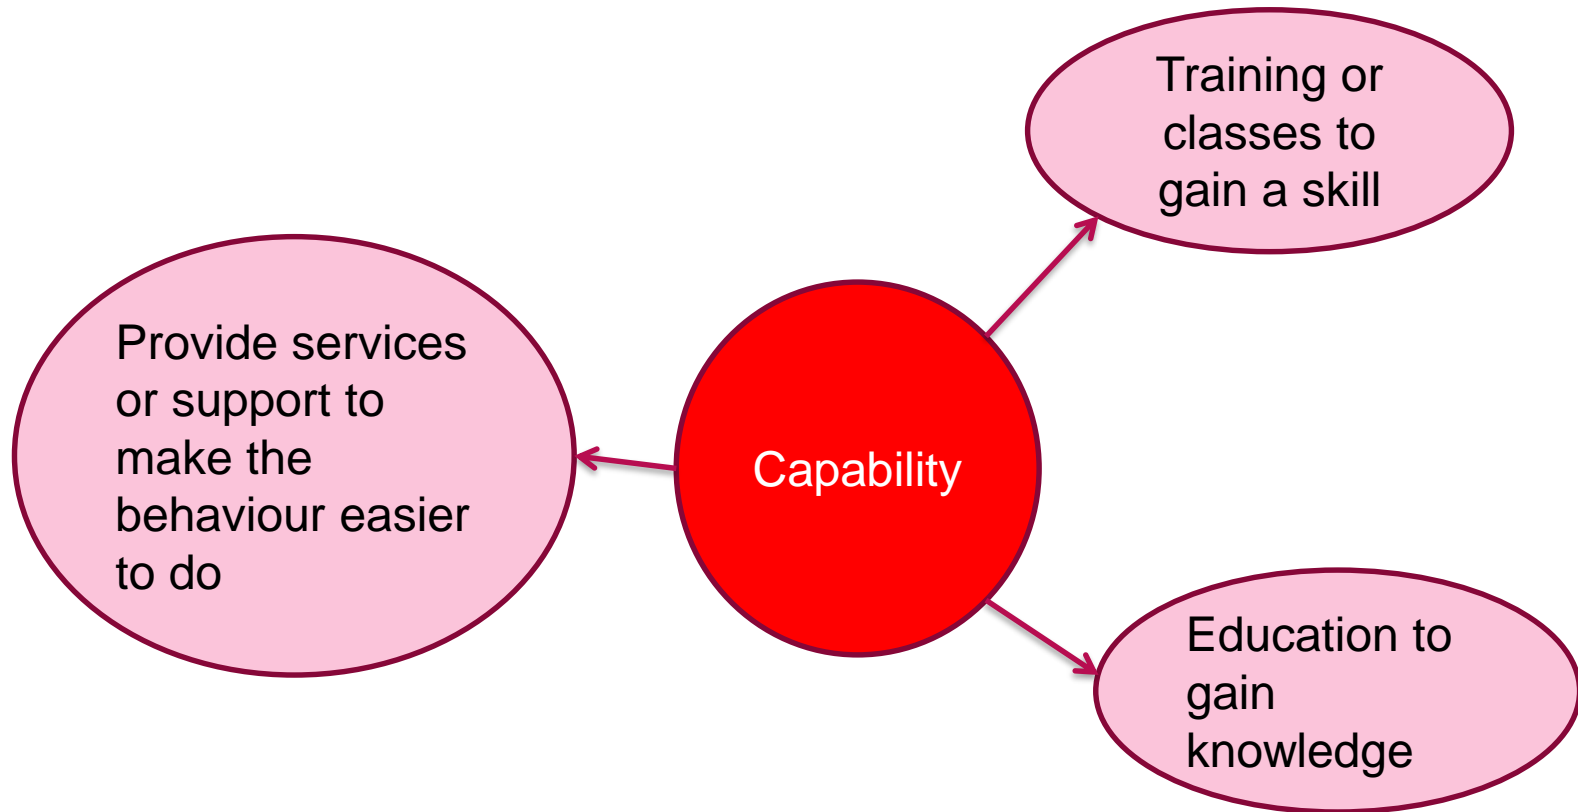 Training or
classes to
gain a skill
Provide services
or support to
make the
behaviour easier
to do
Capability
Education to
gain
knowledge